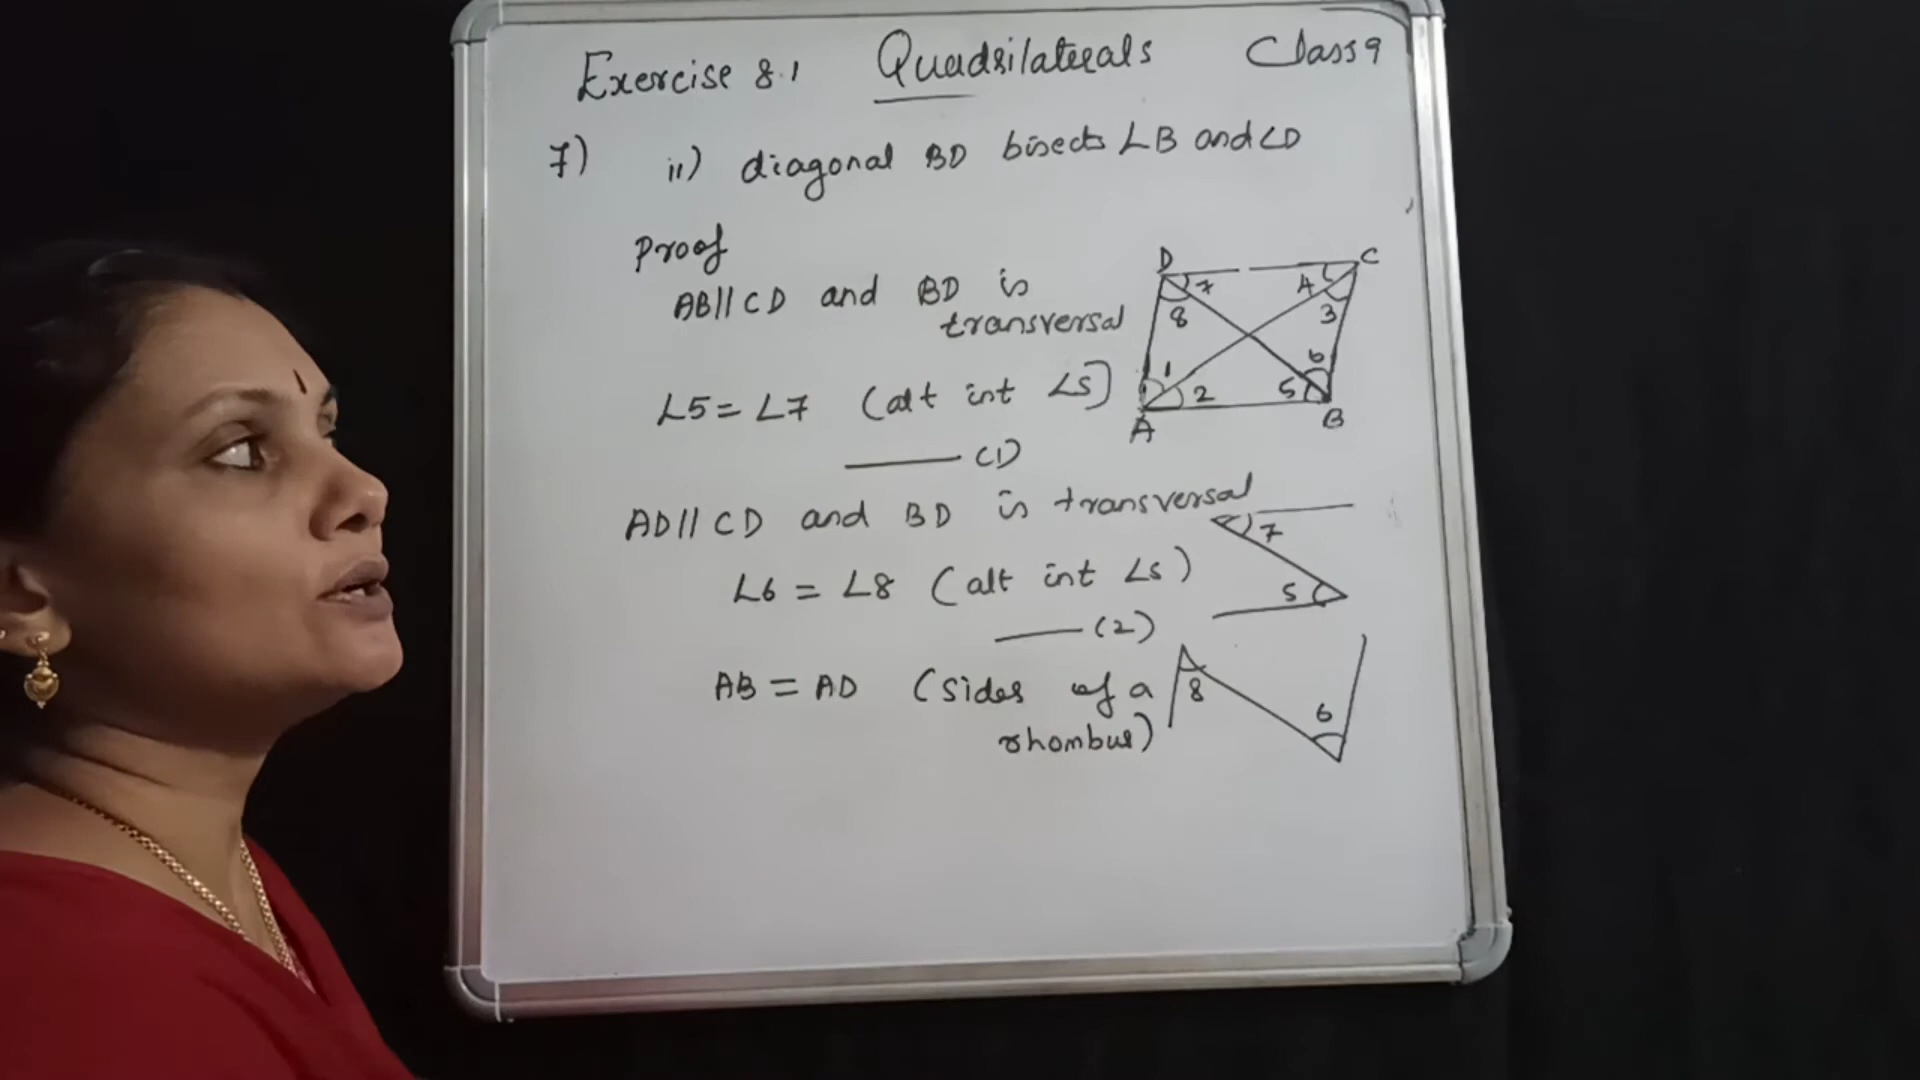 Exercise 8.1 Quadrilaterals Class 9
7) ii) diagonal BD bisects ∠B and ∠D
Proof
AB // CD and BD is
transversal
∠5 = ∠7 (alt int ∠s)
(1)
AD // CD and BD is transversal
∠6 = ∠8 (alt int ∠s)
(2)
AB = AD (sides of a
rhombus)
D C
7 4
8 3
6
1 2 5
A B
7
5
8
6